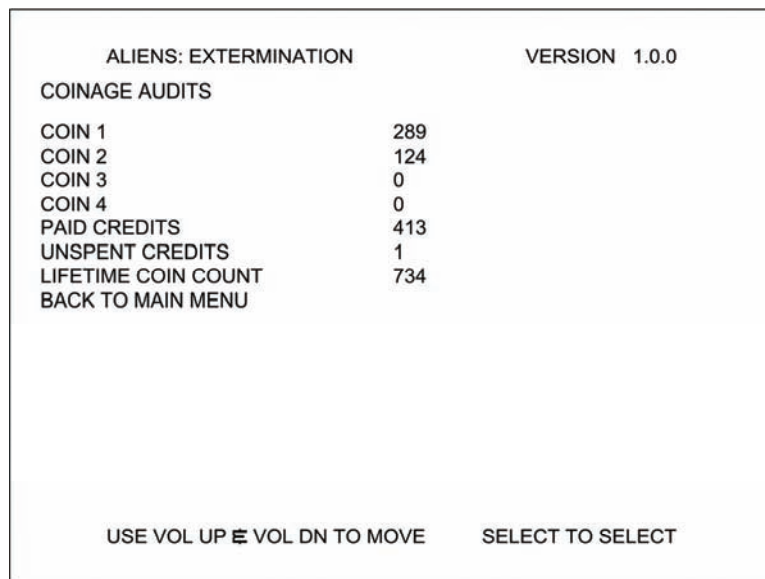 ALIENS: EXTERMINATION VERSION 1.0.0
COINAGE AUDITS
COIN 1 289
COIN 2 124
COIN 3 0
COIN 4 0
PAID CREDITS 413
UNSPENT CREDITS 1
LIFETIME COIN COUNT 734
BACK TO MAIN MENU
USE VOL UP & VOL DN TO MOVE SELECT TO SELECT